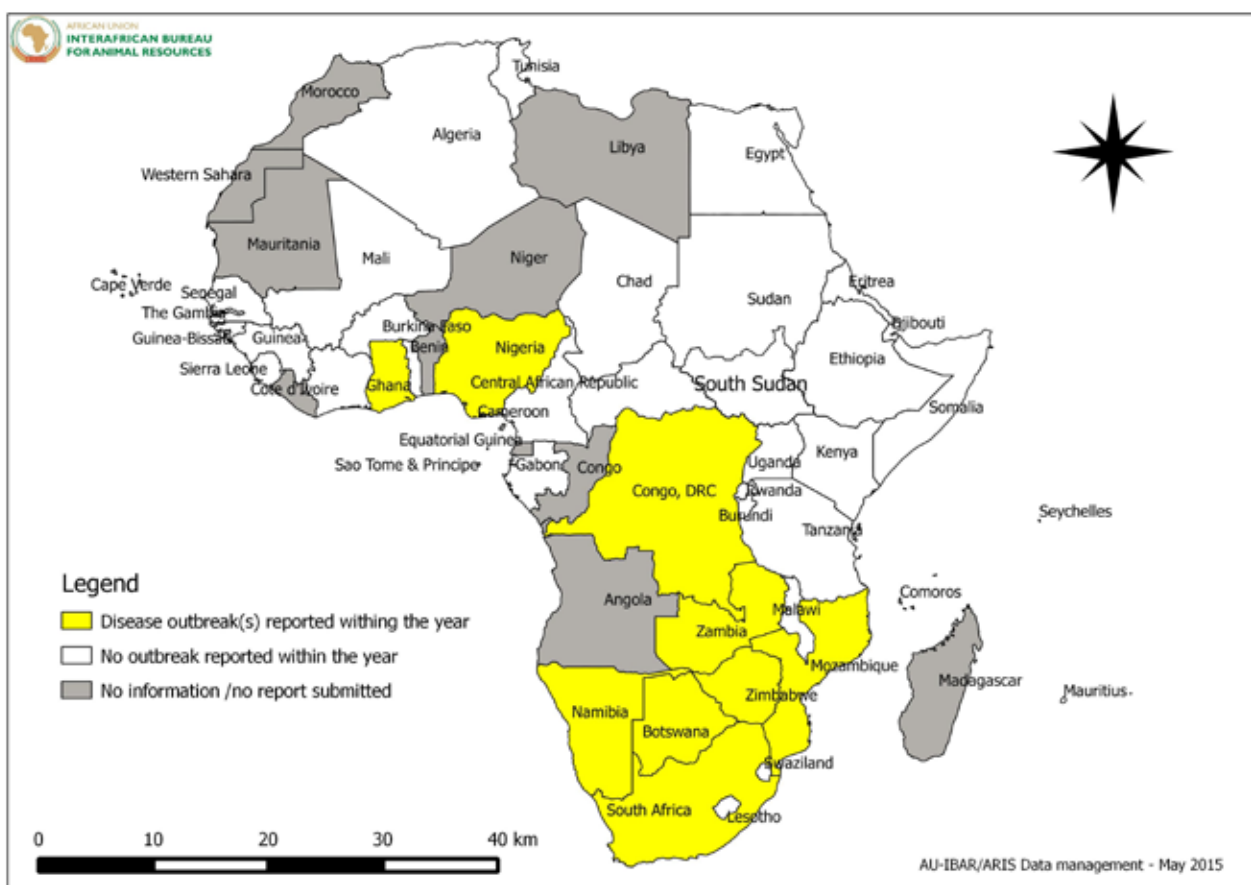 AFRICAN UNION
INTERAFRICAN BUREAU
FOR ANIMAL RESOURCES
Tunisia
Morocco
Algeria
Libya
Egypt
Western Sahara
Mauritania
Mali
Niger
Cape Verde
Senegal
Chad
Sudan
Eritrea
The Gambia
Guinea-Bissau
Guinea
Burkina Faso
Djibouti
Benin
Nigeria
Ethiopia
Sierra Leone
Cote d'Ivoire
Ghana
Central African Republic
South Sudan
Somalia
Cameroon
Equatorial Guinea
Sao Tome & Principe
Gabon
Congo
Uganda
Kenya
Congo, DRC
Rwanda
Burundi
Tanzania
Seychelles
Legend
Disease outbreak(s) reported withing the year
No outbreak reported within the year
No information /no report submitted
Angola
Comoros
Malawi
Zambia
Mozambique
Madagascar
Mauritius
Zimbabwe
Namibia
Botswana
Swaziland
South Africa
Lesotho
0 10 20 30 40 km
AU-IBAR/ARIS Data management - May 2015